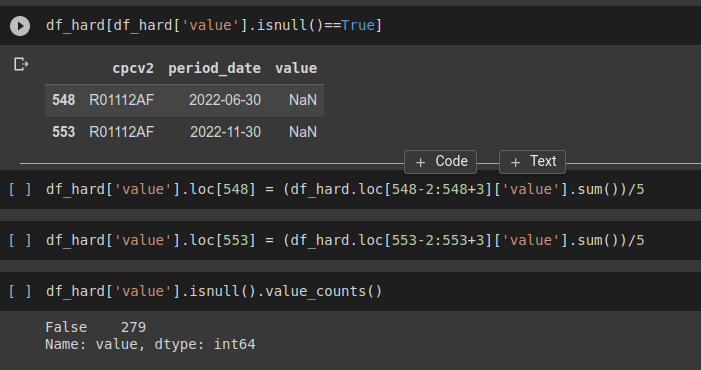 df_hard[df_hard['value'].isnull()==True]
cpcv2 period_date value
548 R01112AF 2022-06-30 NaN
553 R01112AF 2022-11-30 NaN
+ Code + Text
[ ] df_hard['value'].loc[548] = (df_hard.loc[548-2:548+3]['value'].sum())/5
[ ] df_hard['value'].loc[553] = (df_hard.loc[553-2:553+3]['value'].sum())/5
[ ] df_hard['value'].isnull().value_counts()
False    279
Name: value, dtype: int64